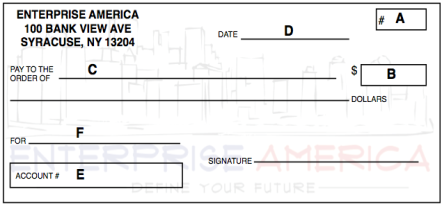 ENTERPRISE AMERICA
100 BANK VIEW AVE
SYRACUSE, NY 13204
DATE D
# A
PAY TO THE
ORDER OF C $ B
DOLLARS
FOR F
SIGNATURE
ENTERPRISE AMERICA
ACCOUNT # E
DEFINE YOUR FUTURE